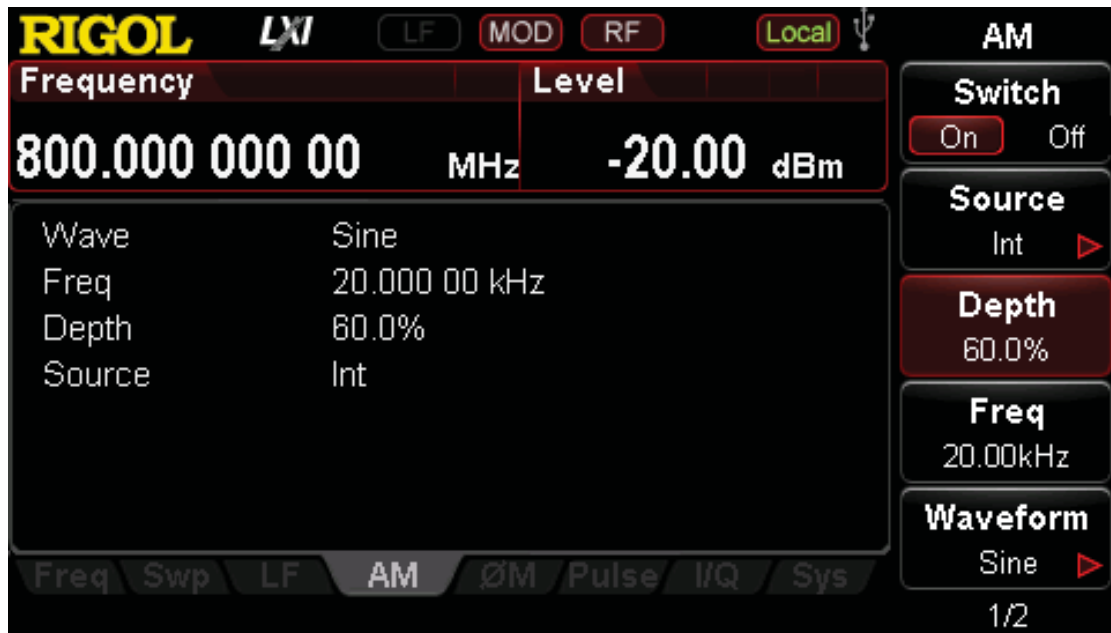 RIGOL LXI LF MOD RF Local
Frequency Level
800.000 000 00 MHz -20.00 dBm
Wave Sine
Freq 20.000 00 kHz
Depth 60.0%
Source Int
Freq Swp LF AM ØM Pulse I/Q Sys
AM
Switch
On Off
Source
Int
Depth
60.0%
Freq
20.00kHz
Waveform
Sine
1/2